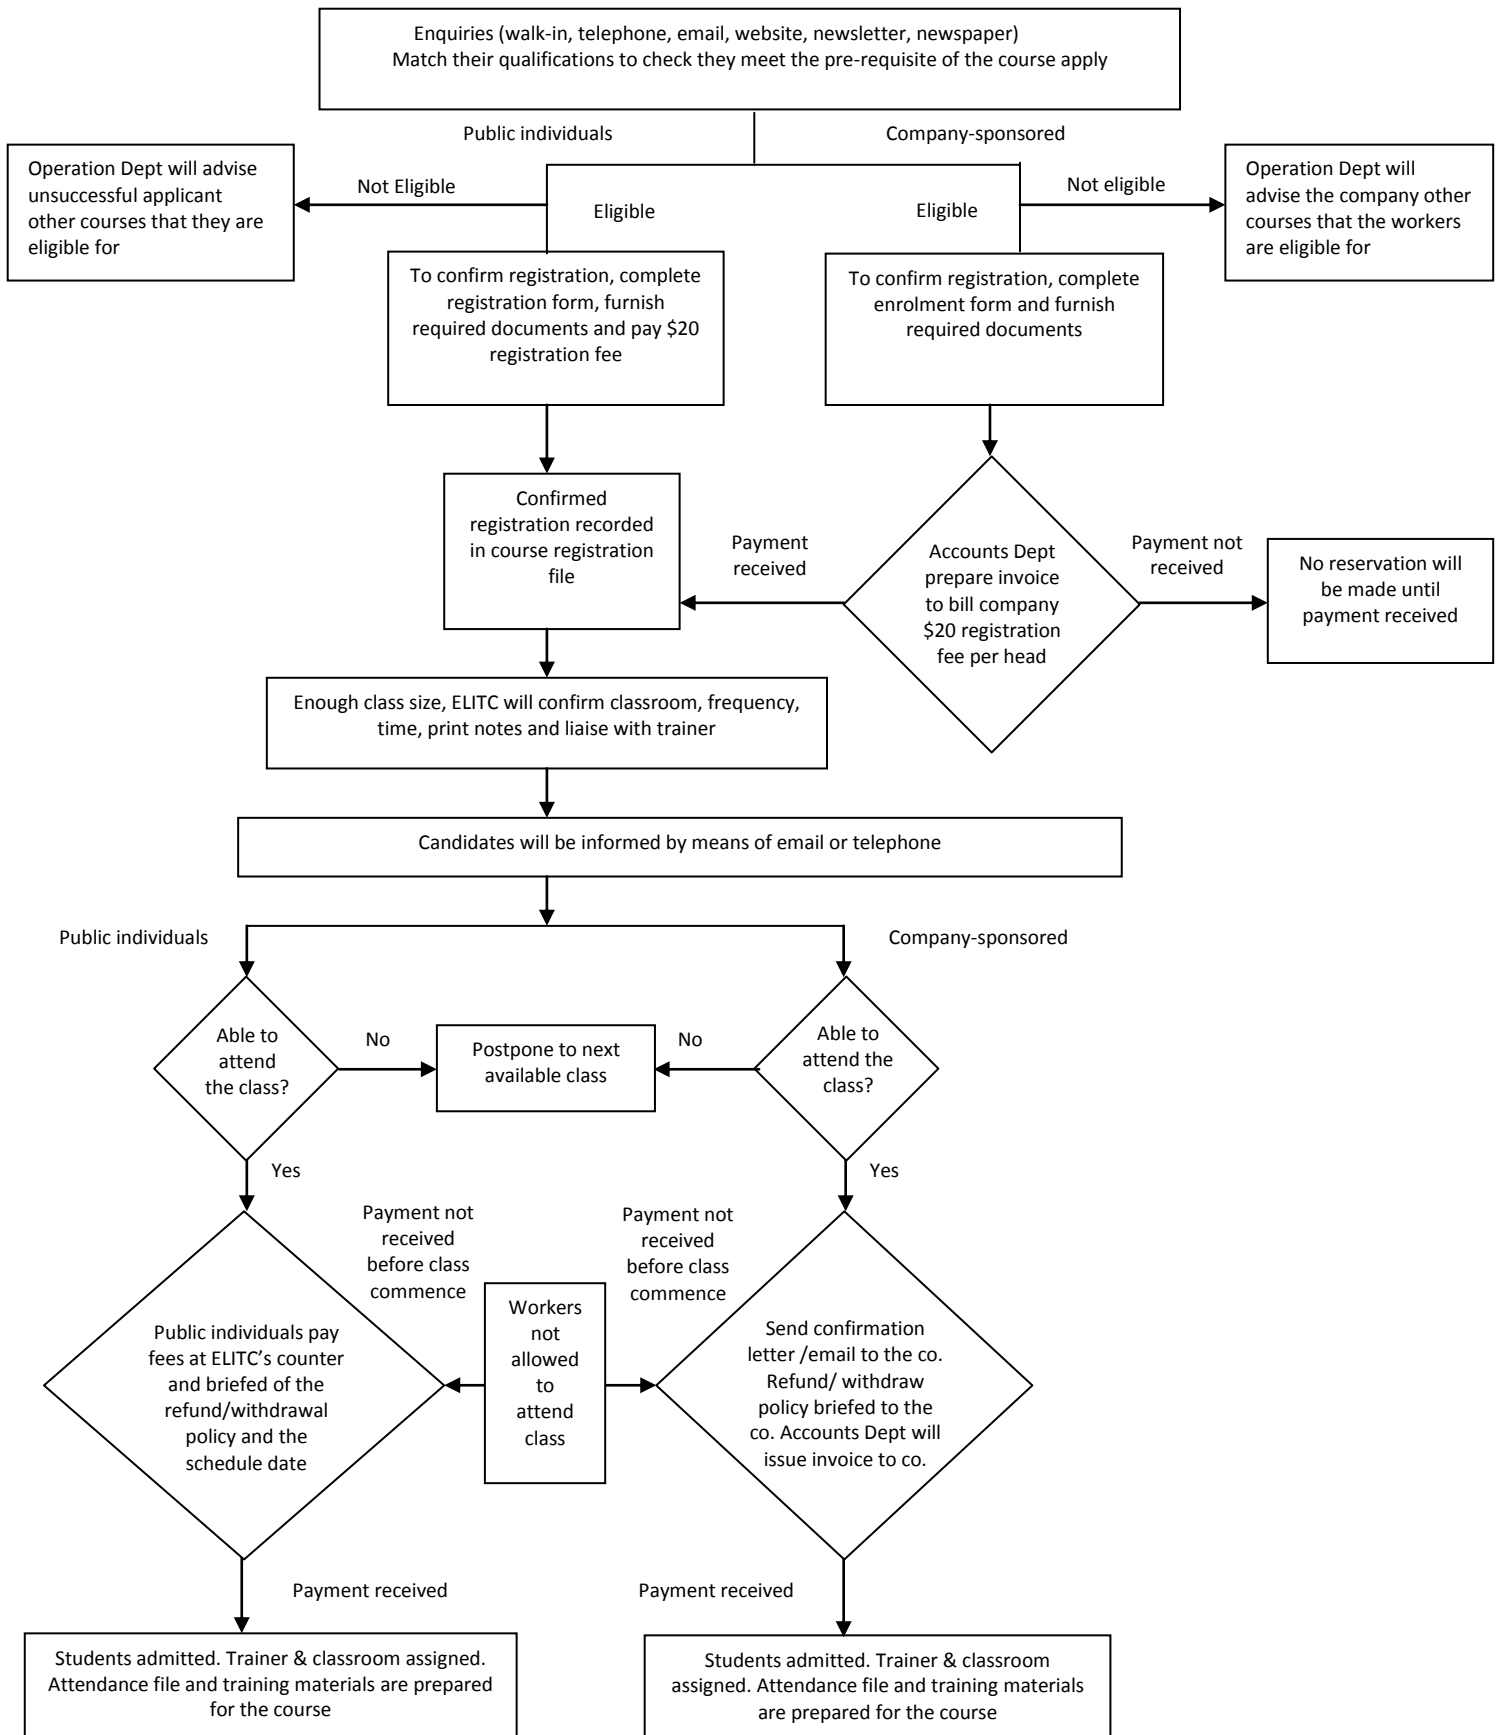 Enquiries (walk-in, telephone, email, website, newsletter, newspaper)
Match their qualifications to check they meet the pre-requisite of the course apply
Public individuals
Company-sponsored
Operation Dept will advise
unsuccessful applicant
other courses that they are
eligible for
Not Eligible
Eligible
Eligible
Not eligible
Operation Dept will
advise the company other
courses that the workers
are eligible for
To confirm registration, complete
registration form, furnish
required documents and pay $20
registration fee
To confirm registration, complete
enrolment form and furnish
required documents
Confirmed
registration recorded
in course registration
file
Payment
received
Accounts Dept
prepare invoice
to bill company
$20 registration
fee per head
Payment not
received
No reservation will
be made until
payment received
Enough class size, ELITC will confirm classroom, frequency,
time, print notes and liaise with trainer
Candidates will be informed by means of email or telephone
Public individuals
Company-sponsored
Able to
attend
the class?
No
Postpone to next
available class
No
Able to
attend the
class?
Yes
Yes
Payment not
received
before class
commence
Payment not
received
before class
commence
Public individuals pay
fees at ELITC’s counter
and briefed of the
refund/withdrawal
policy and the
schedule date
Workers
not
allowed
to
attend
class
Send confirmation
letter /email to the co.
Refund/ withdraw
policy briefed to the
co. Accounts Dept will
issue invoice to co.
Payment received
Payment received
Students admitted. Trainer & classroom assigned.
Attendance file and training materials are prepared
for the course
Students admitted. Trainer & classroom
assigned. Attendance file and training materials
are prepared for the course